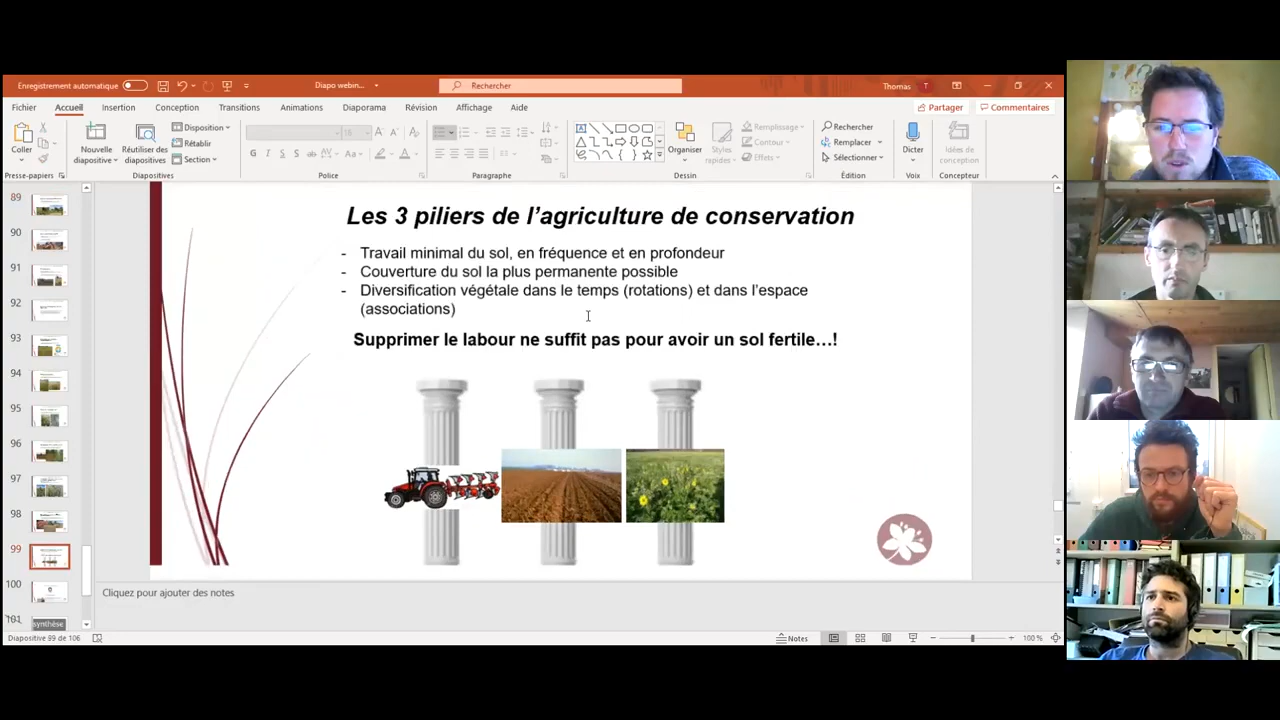 Enregistrement automatique
Diapo webin...
Rechercher
Thomas
T
Fichier
Accueil
Insertion
Conception
Transitions
Animations
Diaporama
Révision
Affichage
Aide
Partager
Commentaires
Coller
Nouvelle
diapositive
Réutiliser des
diapositives
Disposition
Rétablir
Section
16
G I S S
Aa
A
Organiser
Styles
rapides
Remplissage
Contour
Effets
Rechercher
Remplacer
Sélectionner
Dicter
Idées de
conception
Presse-papiers
Diapositives
Police
Paragraphe
Dessin
Édition
Voix
Concepteur
89
90
91
92
93
94
95
96
97
98
99
100
101
synthèse
Les 3 piliers de l'agriculture de conservation
- Travail minimal du sol, en fréquence et en profondeur
- Couverture du sol la plus permanente possible
- Diversification végétale dans le temps (rotations) et dans l'espace
(associations)
Supprimer le labour ne suffit pas pour avoir un sol fertile…!
Cliquez pour ajouter des notes
Diapositive 99 de 106
Notes
100 %